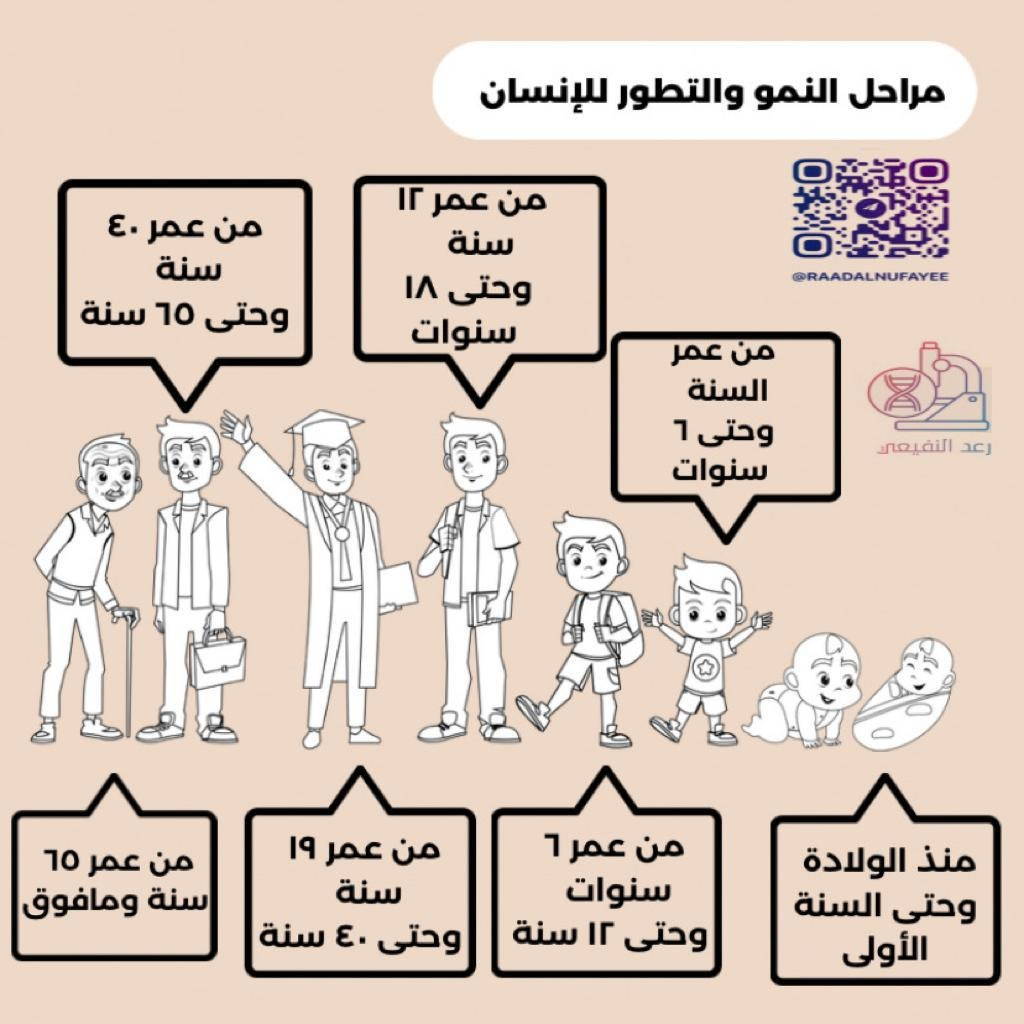 مراحل النمو والتطور للإنسان
@RAADALNUFAYEE
رعد النفيعي
من عمر ١٢
سنة
وحتى ١٨
سنوات
من عمر ٤٠
سنة
وحتى ٦٥ سنة
من عمر
السنة
وحتى ٦
سنوات
منذ الولادة
وحتى السنة
الأولى
من عمر ٦
سنوات
وحتى ١٢ سنة
من عمر ١٩
سنة
وحتى ٤٠ سنة
من عمر ٦٥
سنة ومافوق